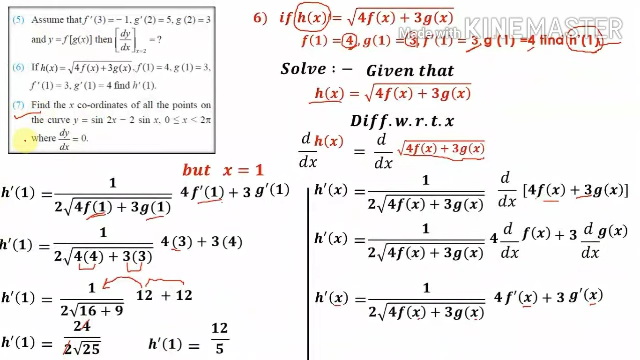 (5) Assume that f'(3) = − 1, g'(2) = 5, g(2) = 3
and y = f[g(x)] then [dy/dx]x=2 = ?
(6) If h(x) = √4f(x) + 3g(x), f(1) = 4, g(1) = 3,
f'(1) = 3, g'(1) = 4 find h'(1).
(7) Find the x co-ordinates of all the points on
the curve y = sin 2x − 2 sin x, 0 ≤ x < 2π
where dy/dx = 0.
6) if h(x) = √4f(x) + 3g(x)
Made with KINEMASTER
f(1) = 4, g(1) = 3, f'(1) = 3, g'(1) = 4 find h'(1).
Solve :− Given that
h(x) = √4f(x) + 3g(x)
Diff.w.r.t.x
d/dx h(x) = d/dx √4f(x) + 3g(x)
h'(x) = 1/2√4f(x) + 3g(x) d/dx [4f(x) + 3g(x)]
h'(x) = 1/2√4f(x) + 3g(x) 4 d/dx f(x) + 3 d/dx g(x)
h'(x) = 1/2√4f(x) + 3g(x) 4f'(x) + 3 g'(x)
but x = 1
h'(1) = 1/2√4f(1) + 3g(1) 4f'(1) + 3 g'(1)
h'(1) = 1/2√4(4) + 3(3) 4(3) + 3(4)
h'(1) = 1/2√16 + 9 12 + 12
h'(1) = 24/2√25 h'(1) = 12/5